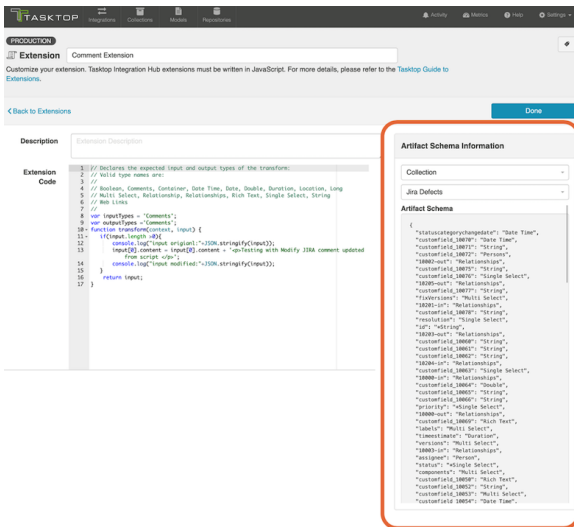 TASKTOP
Integrations
Collections
Models
Repositories
Activity
Metrics
Help
Settings
PRODUCTION
Extension
Comment Extension
Customize your extension. Tasktop Integration Hub extensions must be written in JavaScript. For more details, please refer to the Tasktop Guide to
Extensions.
Back to Extensions
Done
Description
Extension Description
Extension
Code
1 // Declares the expected input and output types of the transform:
2 // Valid type names are:
3 //
4 // Boolean, Comments, Container, Date Time, Date, Double, Duration, Location, Long
5 // Multi Select, Relationship, Relationships, Rich Text, Single Select, String
6 // Web Links
7 //
8 var inputTypes = 'Comments';
9 var outputTypes ='Comments';
10 function transform(context, input) {
11 if(input.length >0){
12 console.log("input origianl:"+JSON.stringify(input));
13 input[0].content = input[0].content + '<p>Testing with Modify JIRA comment updated
from script </p>';
14 console.log("input modified:"+JSON.stringify(input));
15 }
16 return input;
17 }
Artifact Schema Information
Collection
Jira Defects
Artifact Schema
{
"statuscategorychangedate": "Date Time",
"customfield_10070": "Date Time",
"customfield_10071": "String",
"customfield_10072": "Persons",
"10002-out": "Relationships",
"customfield_10075": "String",
"customfield_10076": "Single Select",
"10205-out": "Relationships",
"customfield_10077": "String",
"fixVersions": "Multi Select",
"10201-in": "Relationships",
"customfield_10078": "String",
"resolution": "Single Select",
"id": "*String",
"10203-out": "Relationships",
"customfield_10060": "String",
"customfield_10061": "String",
"customfield_10062": "String",
"10204-in": "Relationships",
"customfield_10063": "Single Select",
"10000-in": "Relationships",
"customfield_10064": "Double",
"customfield_10065": "String",
"customfield_10066": "String",
"priority": "*Single Select",
"10000-out": "Relationships",
"customfield_10069": "Rich Text",
"labels": "Multi Select",
"timeestimate": "Duration",
"versions": "Multi Select",
"10003-in": "Relationships",
"assignee": "Person",
"status": "*Single Select",
"components": "Multi Select",
"customfield_10050": "Rich Text",
"customfield_10052": "String",
"customfield_10053": "Multi Select",
"customfield_10054": "Date Time",